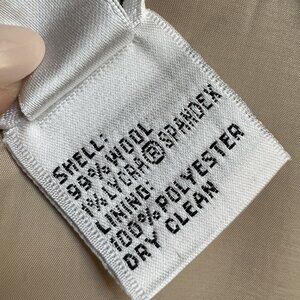 SHELL:
99% WOOL
1% LYCRA® SPANDEX
LINING:
100% POLYESTER
DRY CLEAN